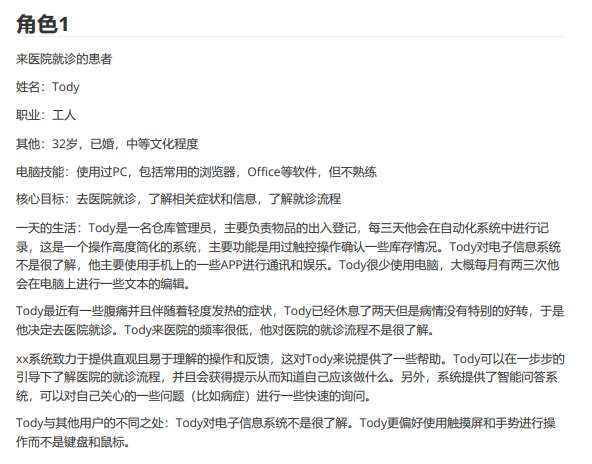 角色1
来医院就诊的患者
姓名：Tody
职业：工人
其他：32岁，已婚，中等文化程度
电脑技能：使用过PC，包括常用的浏览器，Office等软件，但不熟练
核心目标：去医院就诊，了解相关症状和信息，了解就诊流程
一天的生活：Tody是一名仓库管理员，主要负责物品的出入登记，每三天他会在自动化系统中进行记
录，这是一个操作高度简化的系统，主要功能是用过触控操作确认一些库存情况。Tody对电子信息系统
不是很了解，他主要使用手机上的一些APP进行通讯和娱乐。Tody很少使用电脑，大概每月有两三次他
会在电脑上进行一些文本的编辑。
Tody最近有一些腹痛并且伴随着轻度发热的症状，Tody已经休息了两天但是病情没有特别的好转，于是
他决定去医院就诊。Tody来医院的频率很低，他对医院的就诊流程不是很了解。
xx系统致力于提供直观且易于理解的操作和反馈，这对Tody来说提供了一些帮助。Tody可以在一步步的
引导下了解医院的就诊流程，并且会获得提示从而知道自己应该做什么。另外，系统提供了智能问答系
统，可以对自己关心的一些问题（比如病症）进行一些快速的询问。
Tody与其他用户的不同之处：Tody对电子信息系统不是很了解。Tody更偏好使用触摸屏和手势进行操
作而不是键盘和鼠标。